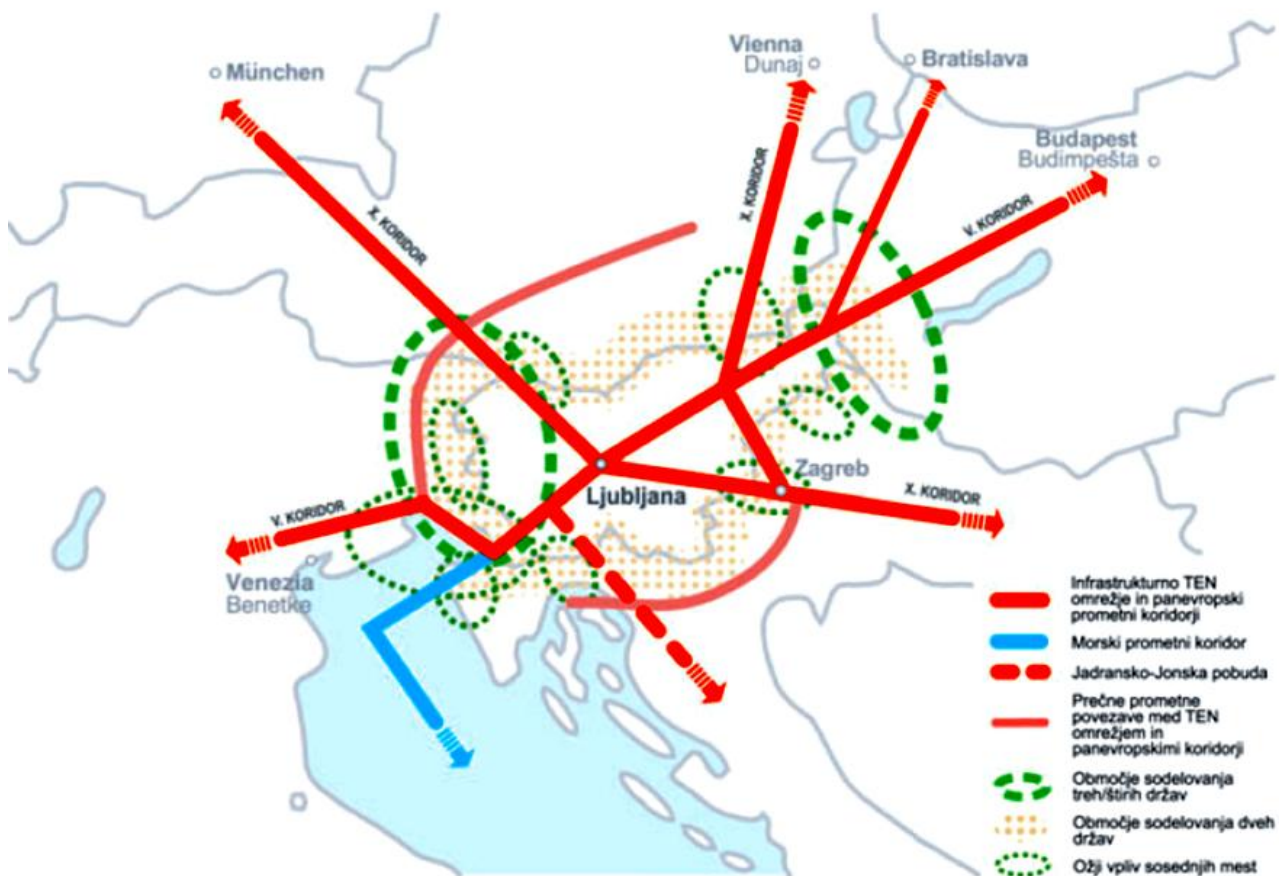 München
Vienna
Dunaj
Bratislava
Budapest
Budimpešta
X. KORIDOR
X. KORIDOR
V. KORIDOR
Zagreb
Ljubljana
X. KORIDOR
V. KORIDOR
Venezia
Benetke
Infrastrukturno TEN
omrežje in panevropski
prometni koridorji
Morski prometni koridor
Jadransko-Jonska pobuda
Prečne prometne
povezave med TEN
omrežjem in
panevropskimi koridorji
Območje sodelovanja
treh/štirih držav
Območje sodelovanja dveh
držav
Ožji vpliv sosednjih mest